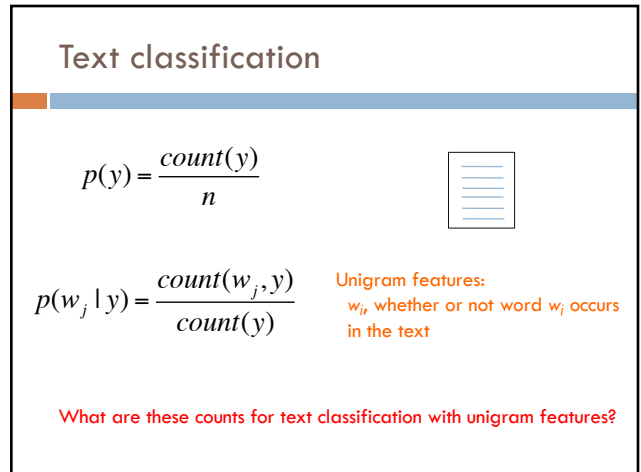 Text classification
p(y) = count(y) / n
p(w_j | y) = count(w_j, y) / count(y)
Unigram features:
w_i, whether or not word w_i occurs
in the text
What are these counts for text classification with unigram features?